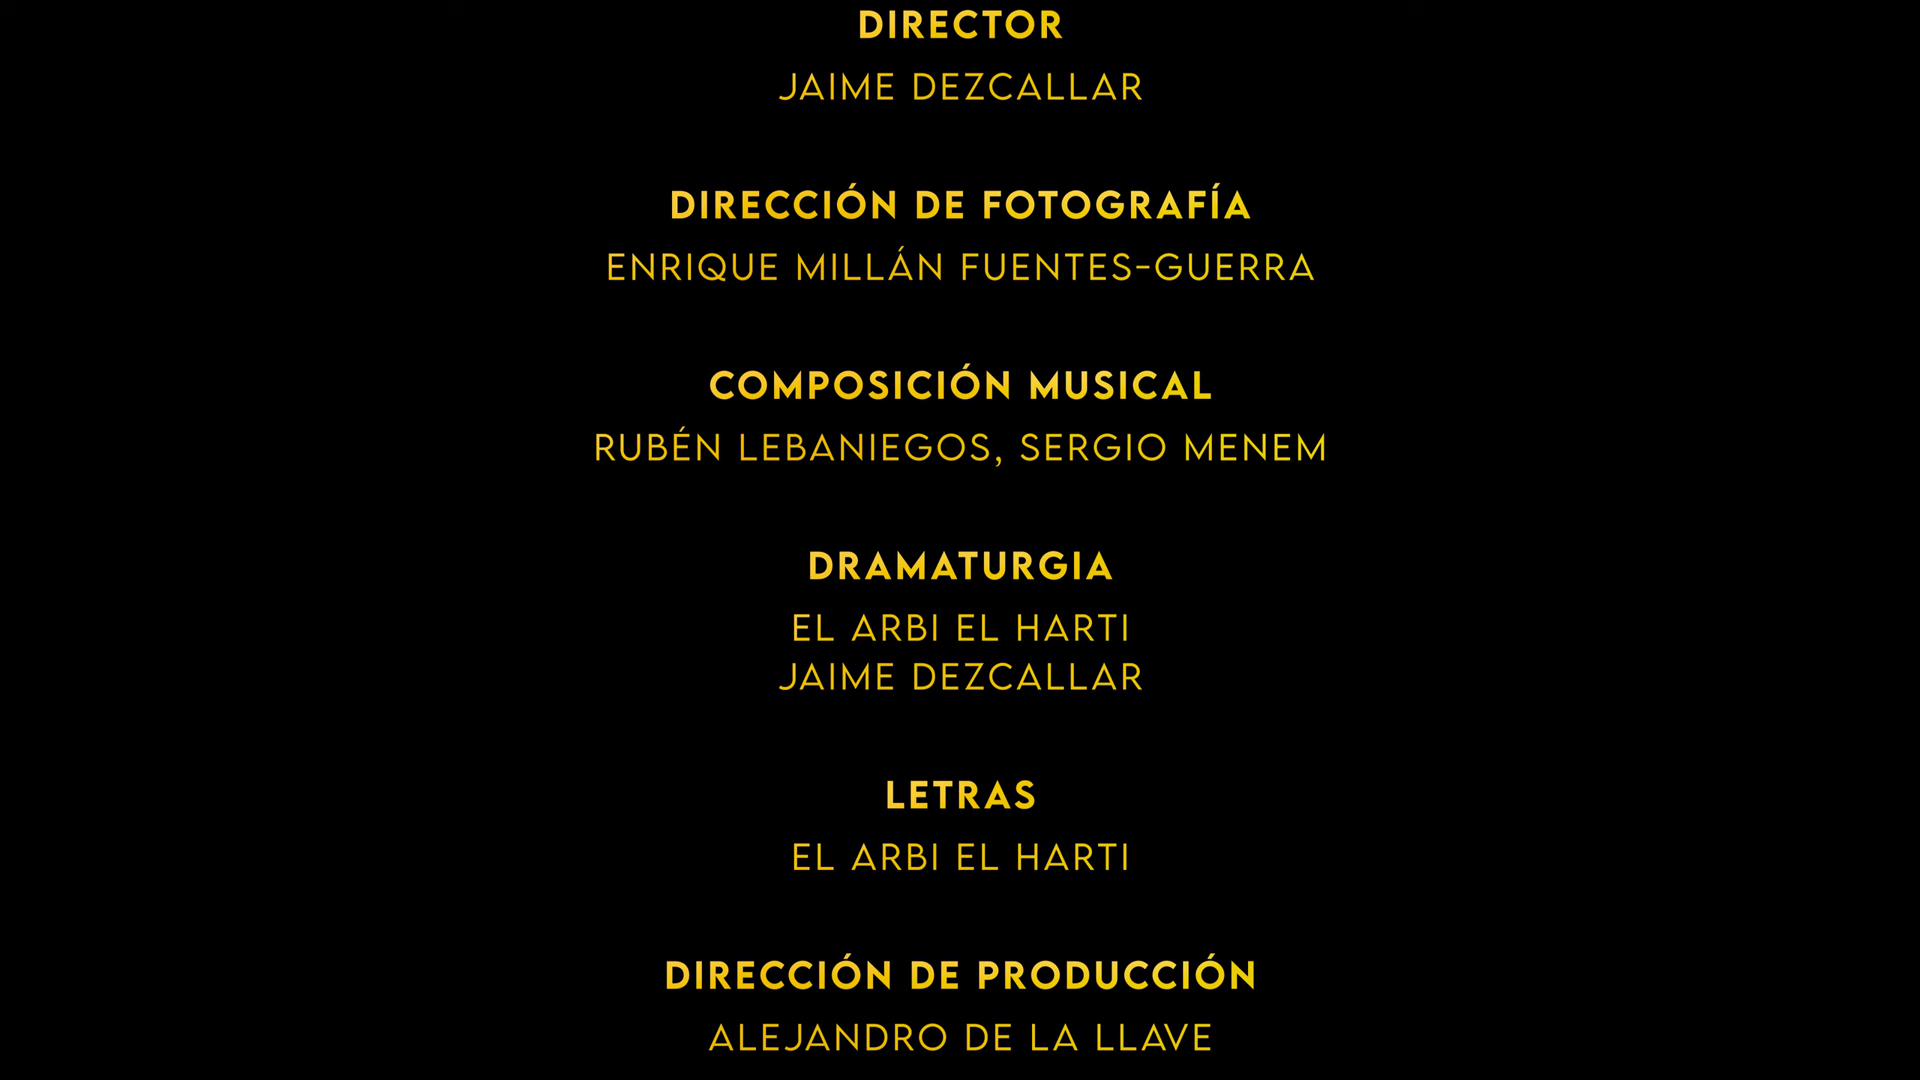 DIRECTOR
JAIME DEZCALLAR
DIRECCIÓN DE FOTOGRAFÍA
ENRIQUE MILLÁN FUENTES-GUERRA
COMPOSICIÓN MUSICAL
RUBÉN LEBANIEGOS, SERGIO MENEM
DRAMATURGIA
EL ARBI EL HARTI
JAIME DEZCALLAR
LETRAS
EL ARBI EL HARTI
DIRECCIÓN DE PRODUCCIÓN
ALEJANDRO DE LA LLAVE